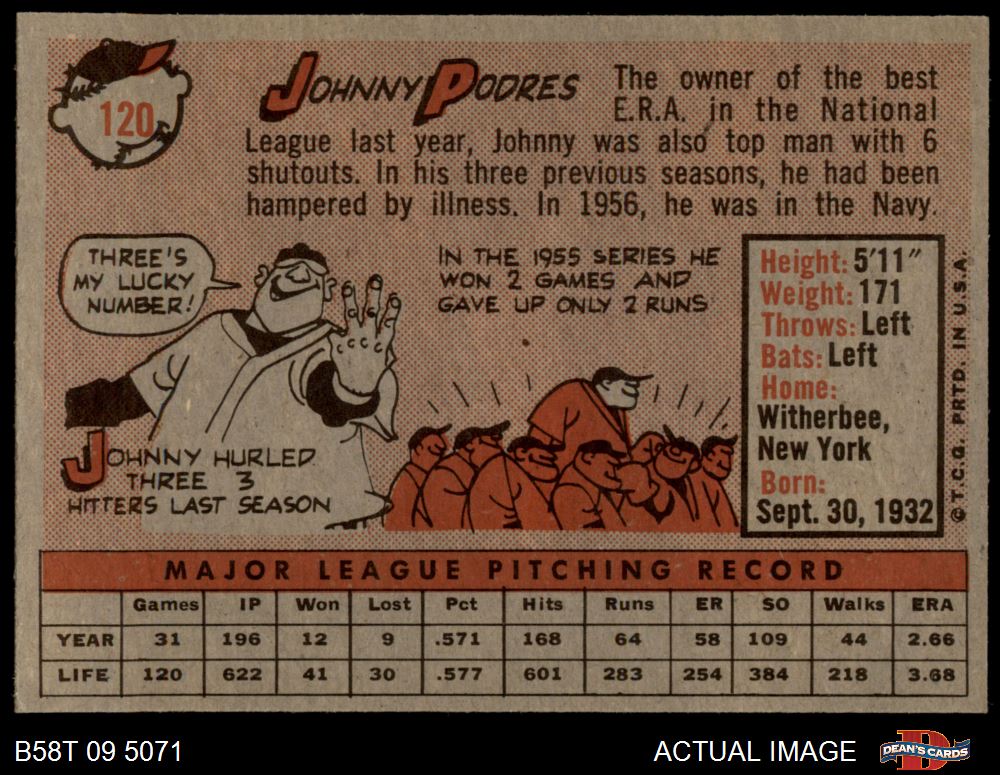 120
JOHNNY PODRES
The owner of the best
E.R.A. in the National
League last year, Johnny was also top man with 6
shutouts. In his three previous seasons, he had been
hampered by illness. In 1956, he was in the Navy.
THREE'S
MY LUCKY
NUMBER!
IN THE 1955 SERIES HE
WON 2 GAMES AND
GAVE UP ONLY 2 RUNS
JOHNNY HURLED
THREE 3
HITTERS LAST SEASON
Height: 5'11"
Weight: 171
Throws: Left
Bats: Left
Home:
Witherbee,
New York
Born:
Sept. 30, 1932
© T.C.G. PRTD. IN U.S.A.
MAJOR LEAGUE PITCHING RECORD
Games IP Won Lost Pct Hits Runs ER SO Walks ERA
YEAR 31 196 12 9 .571 168 64 58 109 44 2.66
LIFE 120 622 41 30 .577 601 283 254 384 218 3.68
B58T 09 5071
ACTUAL IMAGE
D
DEAN'S CARDS